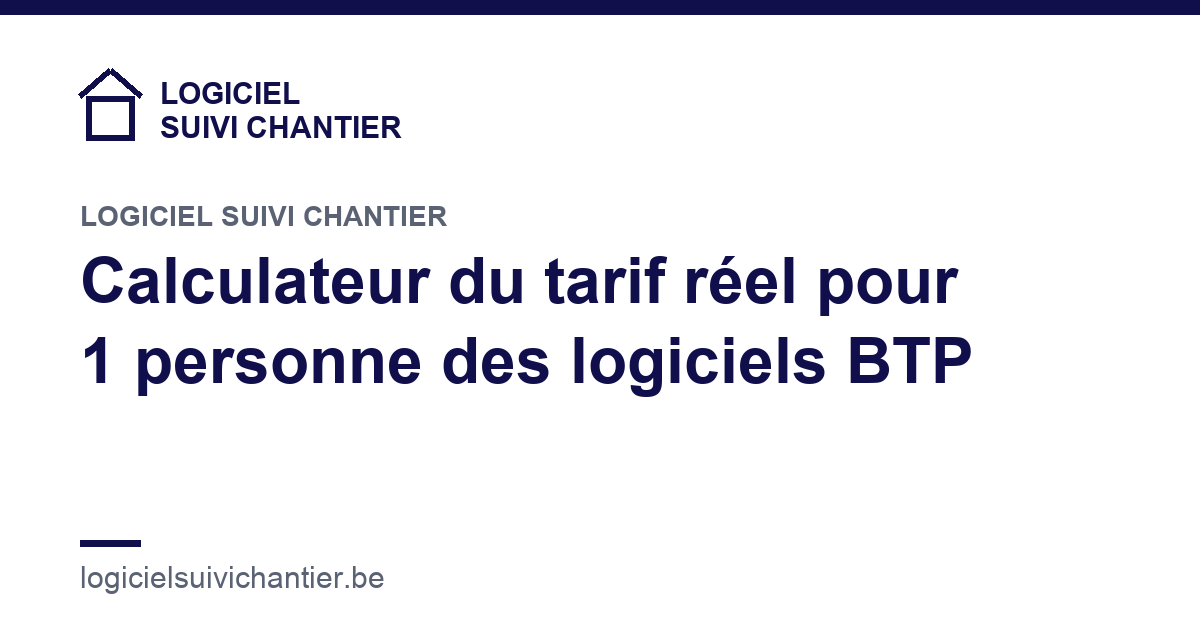 LOGICIEL
SUIVI CHANTIER
LOGICIEL SUIVI CHANTIER
Calculateur du tarif réel pour
1 personne des logiciels BTP
logicielsuivichantier.be